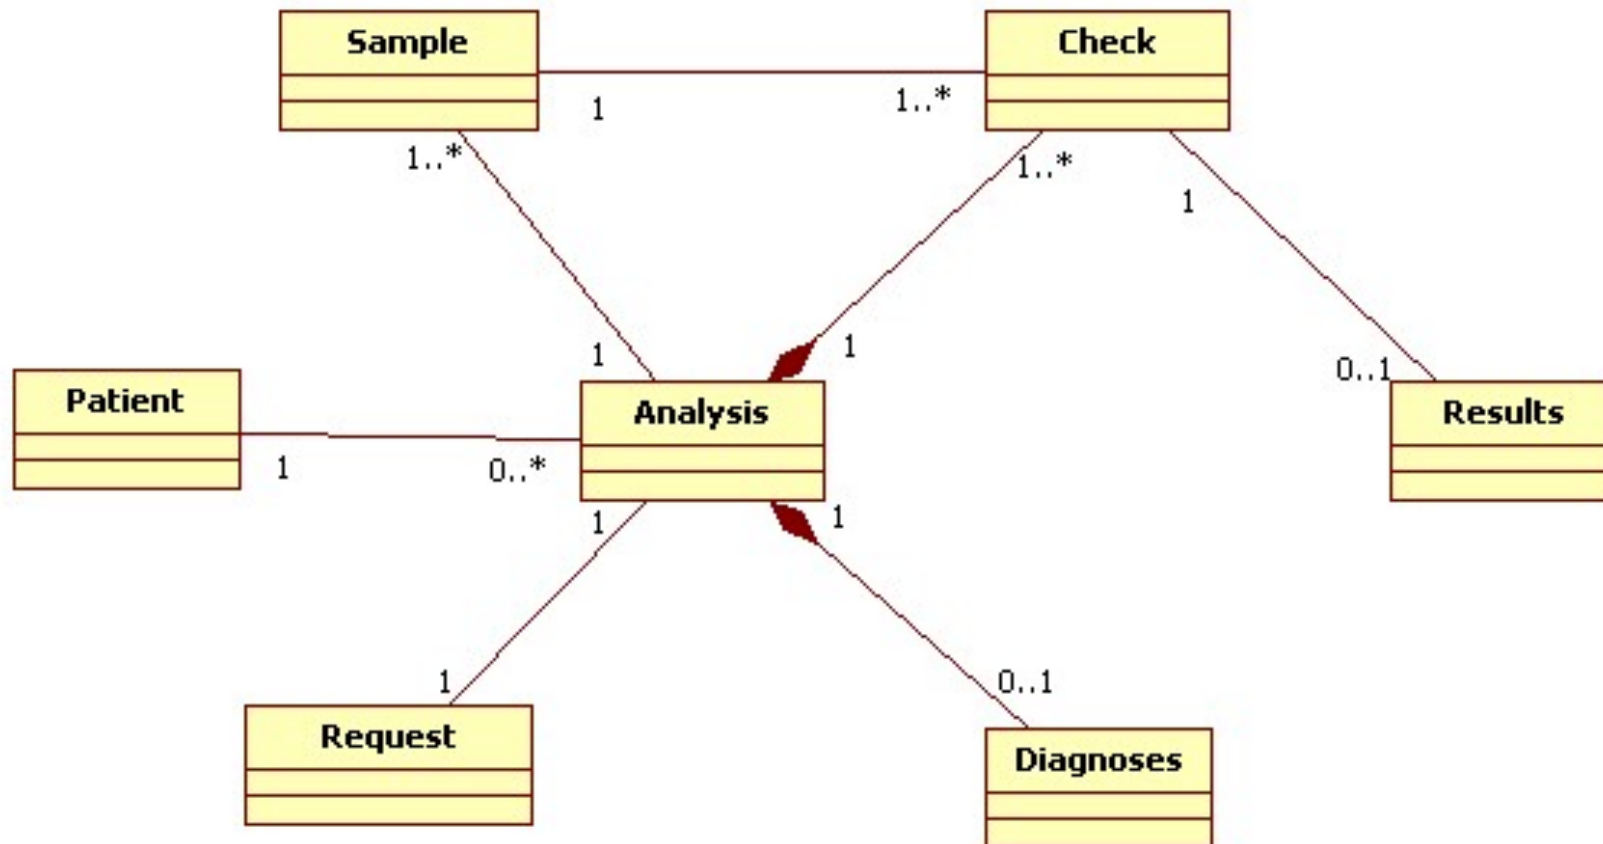 Sample
Check
1
1..*
1..*
1..*
1
1
1
0..1
Patient
Analysis
Results
1
0..*
1
1
1
0..1
Request
Diagnoses